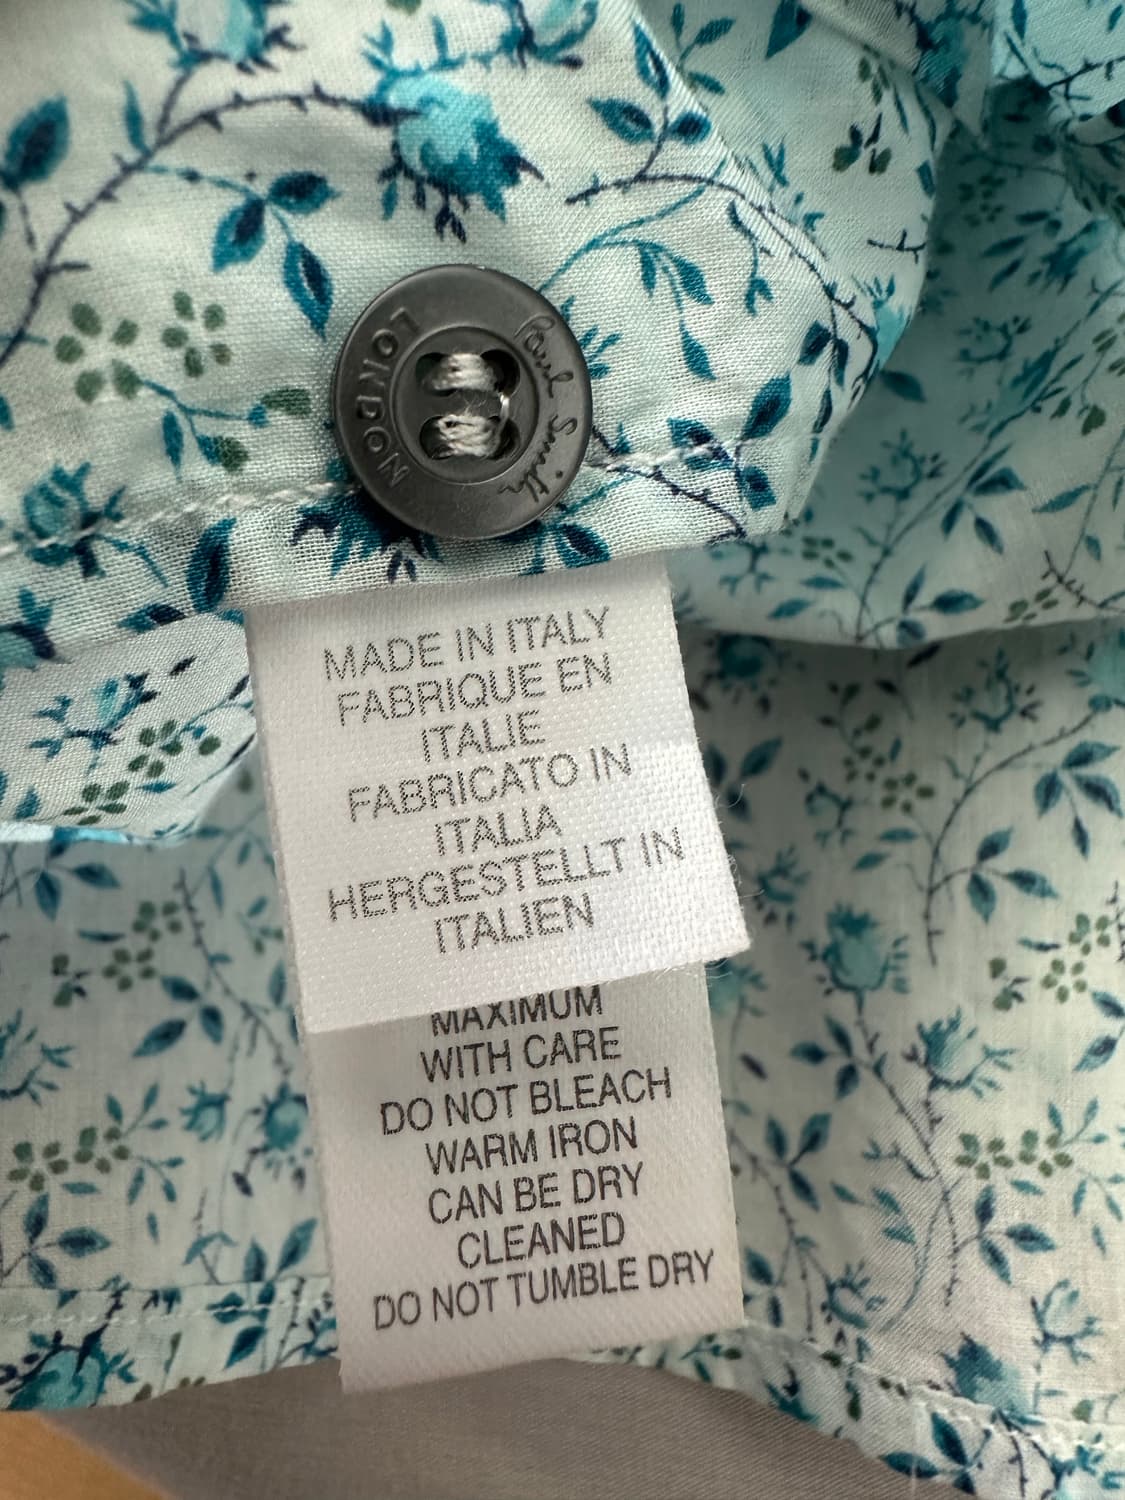 Paul Smith
LONDON
MADE IN ITALY
FABRIQUE EN
ITALIE
FABRICATO IN
ITALIA
HERGESTELLT IN
ITALIEN
MAXIMUM
WITH CARE
DO NOT BLEACH
WARM IRON
CAN BE DRY
CLEANED
DO NOT TUMBLE DRY